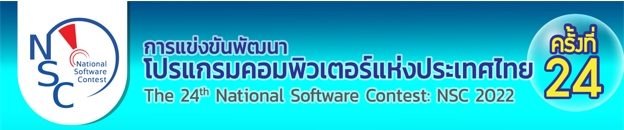 NSC
National
Software
Contest
การแข่งขันพัฒนา
โปรแกรมคอมพิวเตอร์แห่งประเทศไทย
The 24th National Software Contest: NSC 2022
ครั้งที่
24